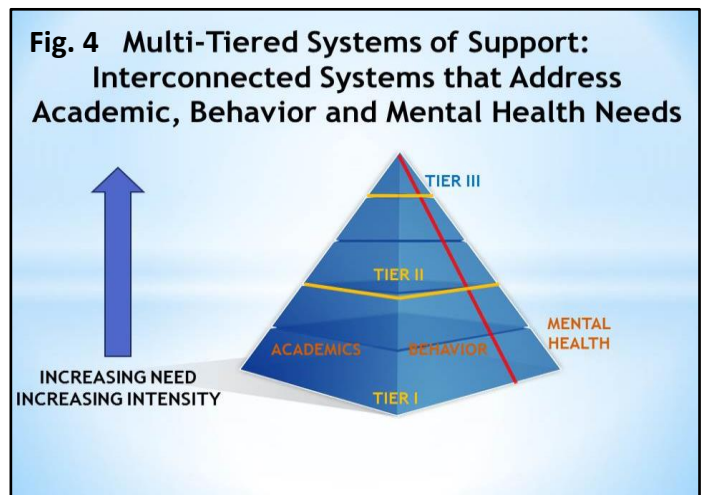 Fig. 4 Multi-Tiered Systems of Support:
Interconnected Systems that Address
Academic, Behavior and Mental Health Needs
TIER III
TIER II
MENTAL
HEALTH
ACADEMICS
BEHAVIOR
TIER I
INCREASING NEED
INCREASING INTENSITY